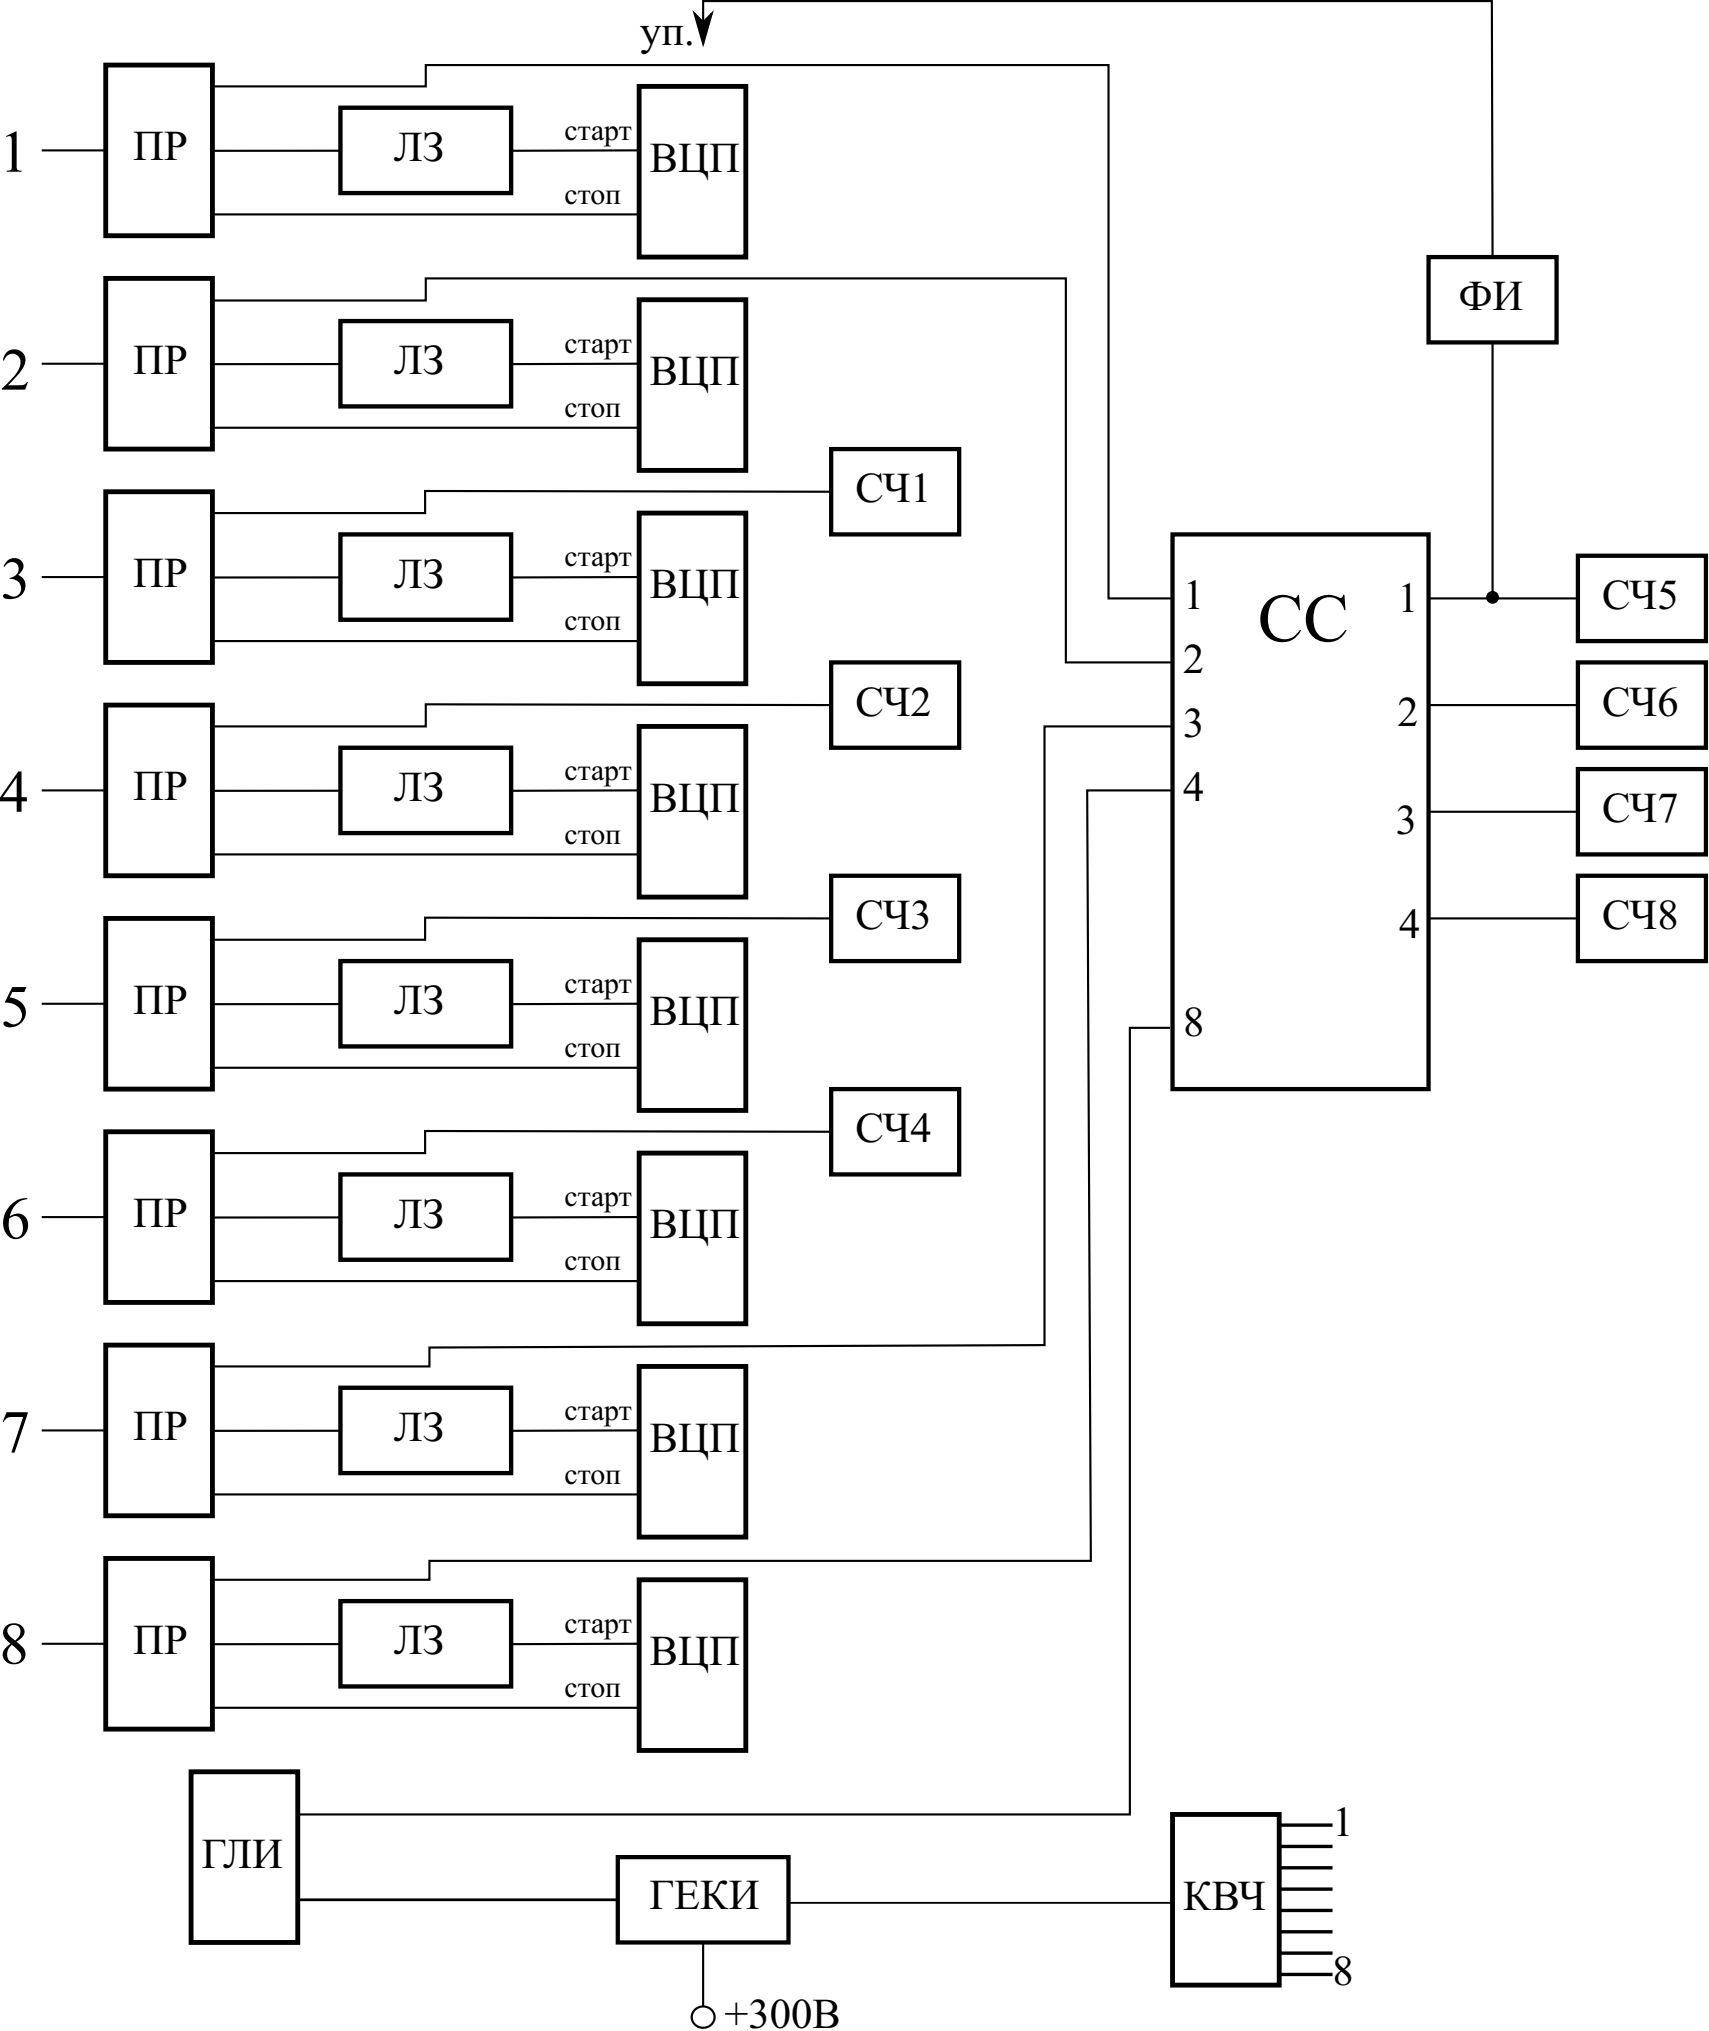 уп.
1 ПР ЛЗ старт ВЦП
стоп
ФИ
2 ПР ЛЗ старт ВЦП
стоп
СЧ1
3 ПР ЛЗ старт ВЦП
стоп
СЧ2
4 ПР ЛЗ старт ВЦП
стоп
СЧ3
5 ПР ЛЗ старт ВЦП
стоп
СЧ4
6 ПР ЛЗ старт ВЦП
стоп
7 ПР ЛЗ старт ВЦП
стоп
8 ПР ЛЗ старт ВЦП
стоп
СС
1 1 СЧ5
2 2 СЧ6
3 3 СЧ7
4 4 СЧ8
8
ГЛИ
ГЕКИ
+300В
КВЧ
1
8